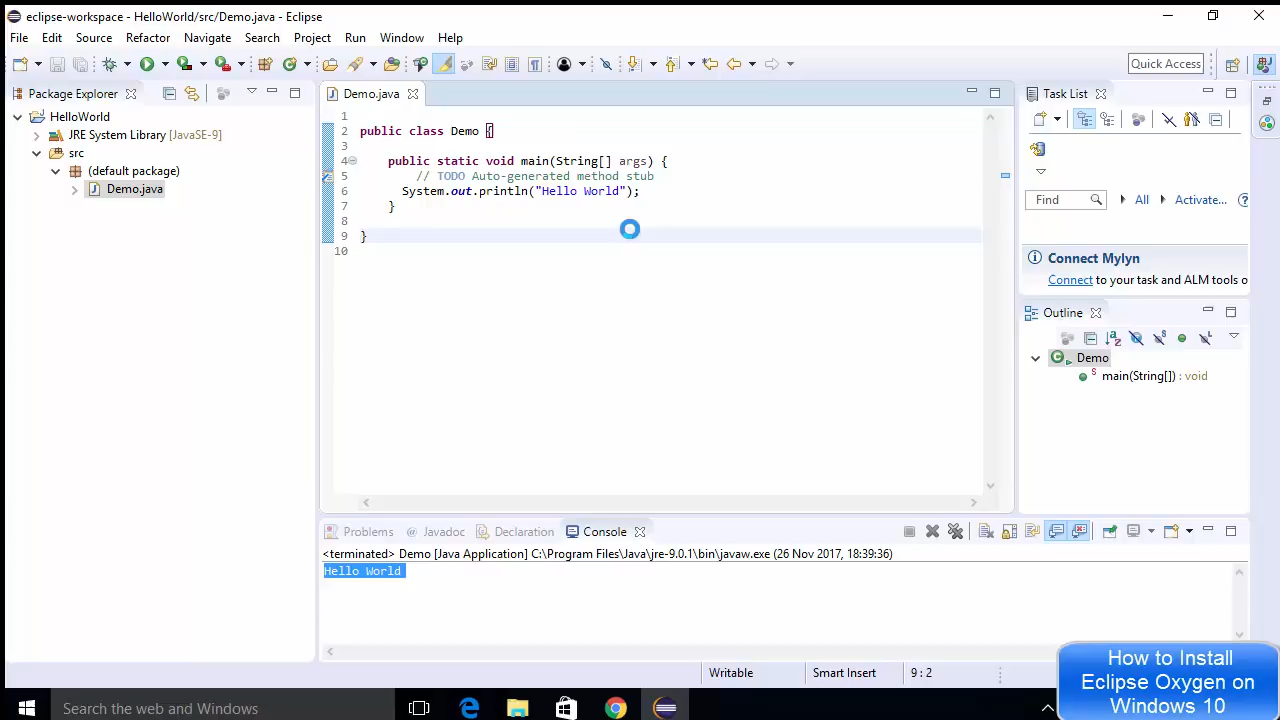 eclipse-workspace - HelloWorld/src/Demo.java - Eclipse
File Edit Source Refactor Navigate Search Project Run Window Help
Quick Access
Package Explorer
HelloWorld
JRE System Library [JavaSE-9]
src
(default package)
Demo.java
Demo.java
1
2 public class Demo {
3
4 public static void main(String[] args) {
5 // TODO Auto-generated method stub
6 System.out.println("Hello World");
7 }
8
9 }
10
Task List
Find All Activate...
Connect Mylyn
Connect to your task and ALM tools o
Outline
Demo
main(String[]) : void
Problems Javadoc Declaration Console
<terminated> Demo [Java Application] C:\Program Files\Java\jre-9.0.1\bin\javaw.exe (26 Nov 2017, 18:39:36)
Hello World
Writable Smart Insert 9 : 2
How to Install
Eclipse Oxygen on
Windows 10
Search the web and Windows